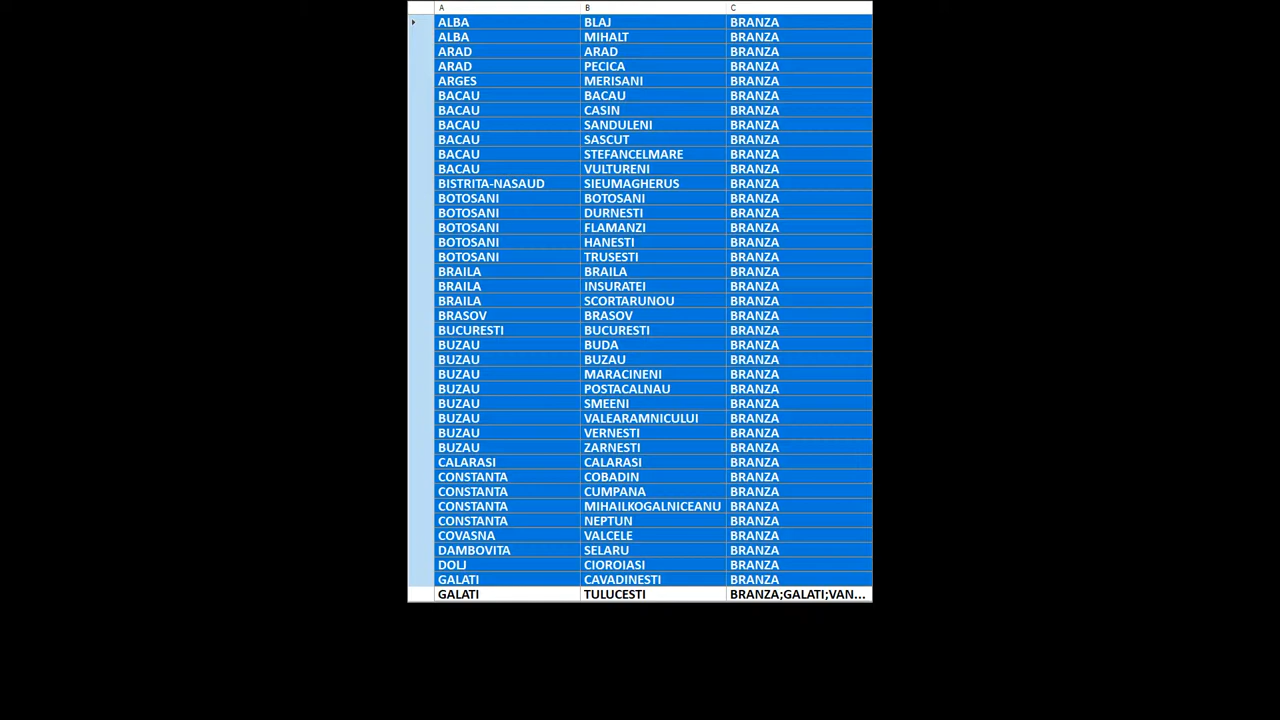 A B C
ALBA BLAJ BRANZA
ALBA MIHALT BRANZA
ARAD ARAD BRANZA
ARAD PECICA BRANZA
ARGES MERISANI BRANZA
BACAU BACAU BRANZA
BACAU CASIN BRANZA
BACAU SANDULENI BRANZA
BACAU SASCUT BRANZA
BACAU STEFANCELMARE BRANZA
BACAU VULTURENI BRANZA
BISTRITA-NASAUD SIEUMAGHERUS BRANZA
BOTOSANI BOTOSANI BRANZA
BOTOSANI DURNESTI BRANZA
BOTOSANI FLAMANZI BRANZA
BOTOSANI HANESTI BRANZA
BOTOSANI TRUSESTI BRANZA
BRAILA BRAILA BRANZA
BRAILA INSURATEI BRANZA
BRAILA SCORTARUNOU BRANZA
BRASOV BRASOV BRANZA
BUCURESTI BUCURESTI BRANZA
BUZAU BUDA BRANZA
BUZAU BUZAU BRANZA
BUZAU MARACINENI BRANZA
BUZAU POSTACALNAU BRANZA
BUZAU SMEENI BRANZA
BUZAU VALEARAMNICULUI BRANZA
BUZAU VERNESTI BRANZA
BUZAU ZARNESTI BRANZA
CALARASI CALARASI BRANZA
CONSTANTA COBADIN BRANZA
CONSTANTA CUMPANA BRANZA
CONSTANTA MIHAILKOGALNICEANU BRANZA
CONSTANTA NEPTUN BRANZA
COVASNA VALCELE BRANZA
DAMBOVITA SELARU BRANZA
DOLJ CIOROIASI BRANZA
GALATI CAVADINESTI BRANZA
GALATI TULUCESTI BRANZA;GALATI;VAN...